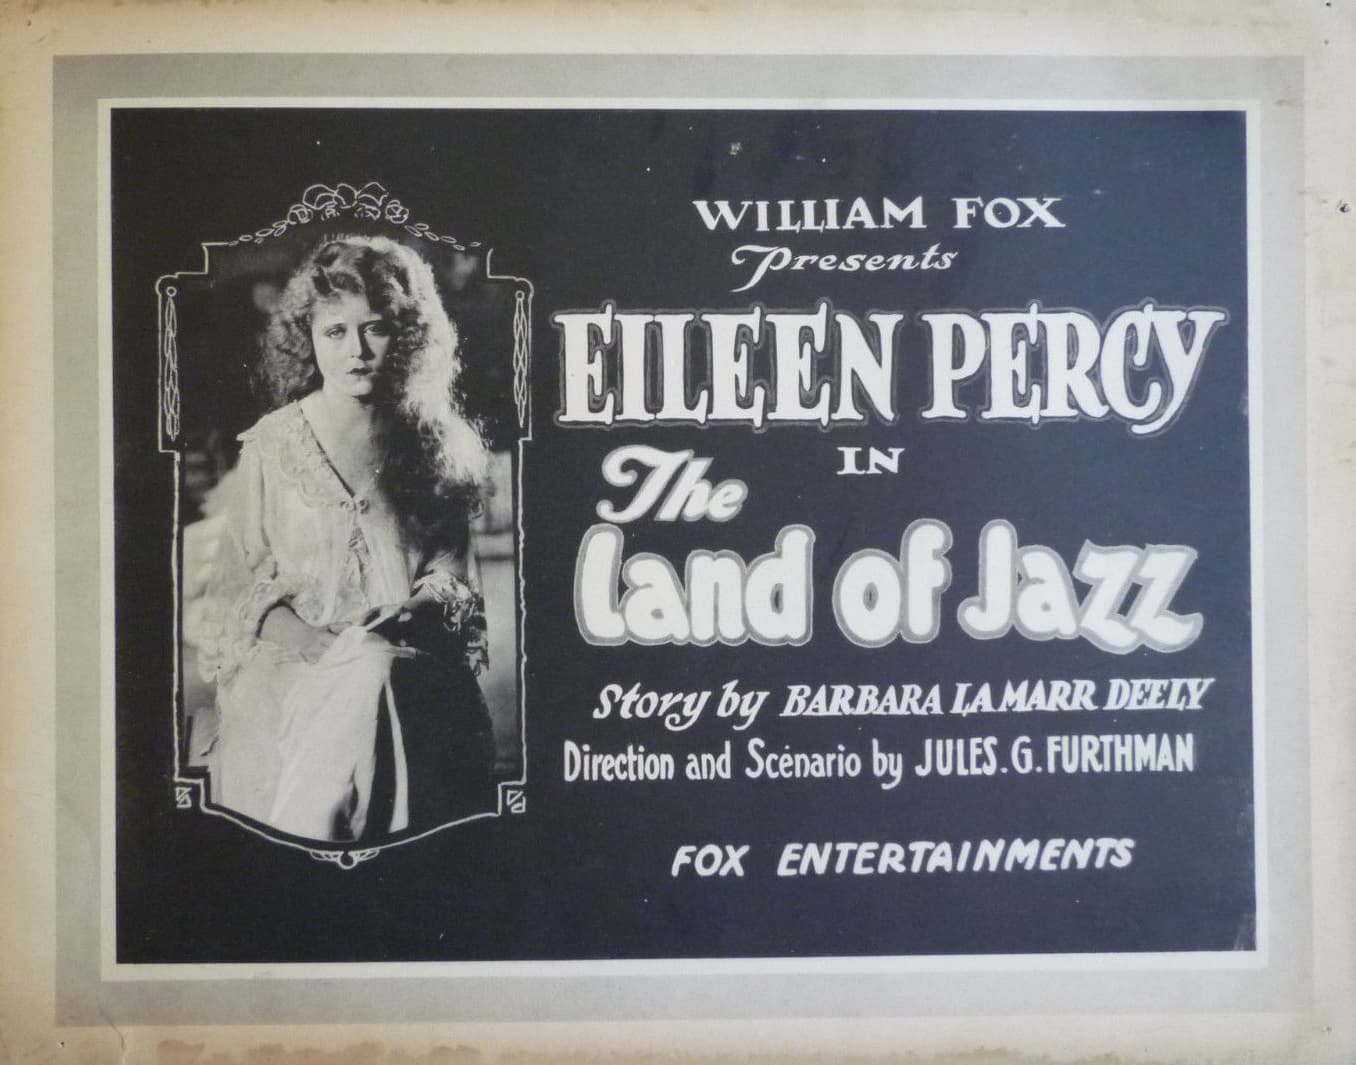 WILLIAM FOX
Presents
EILEEN PERCY
IN
The
Land of Jazz
Story by BARBARA LA MARR DEELY
Direction and Scénario by JULES. G. FURTHMAN
FOX ENTERTAINMENTS